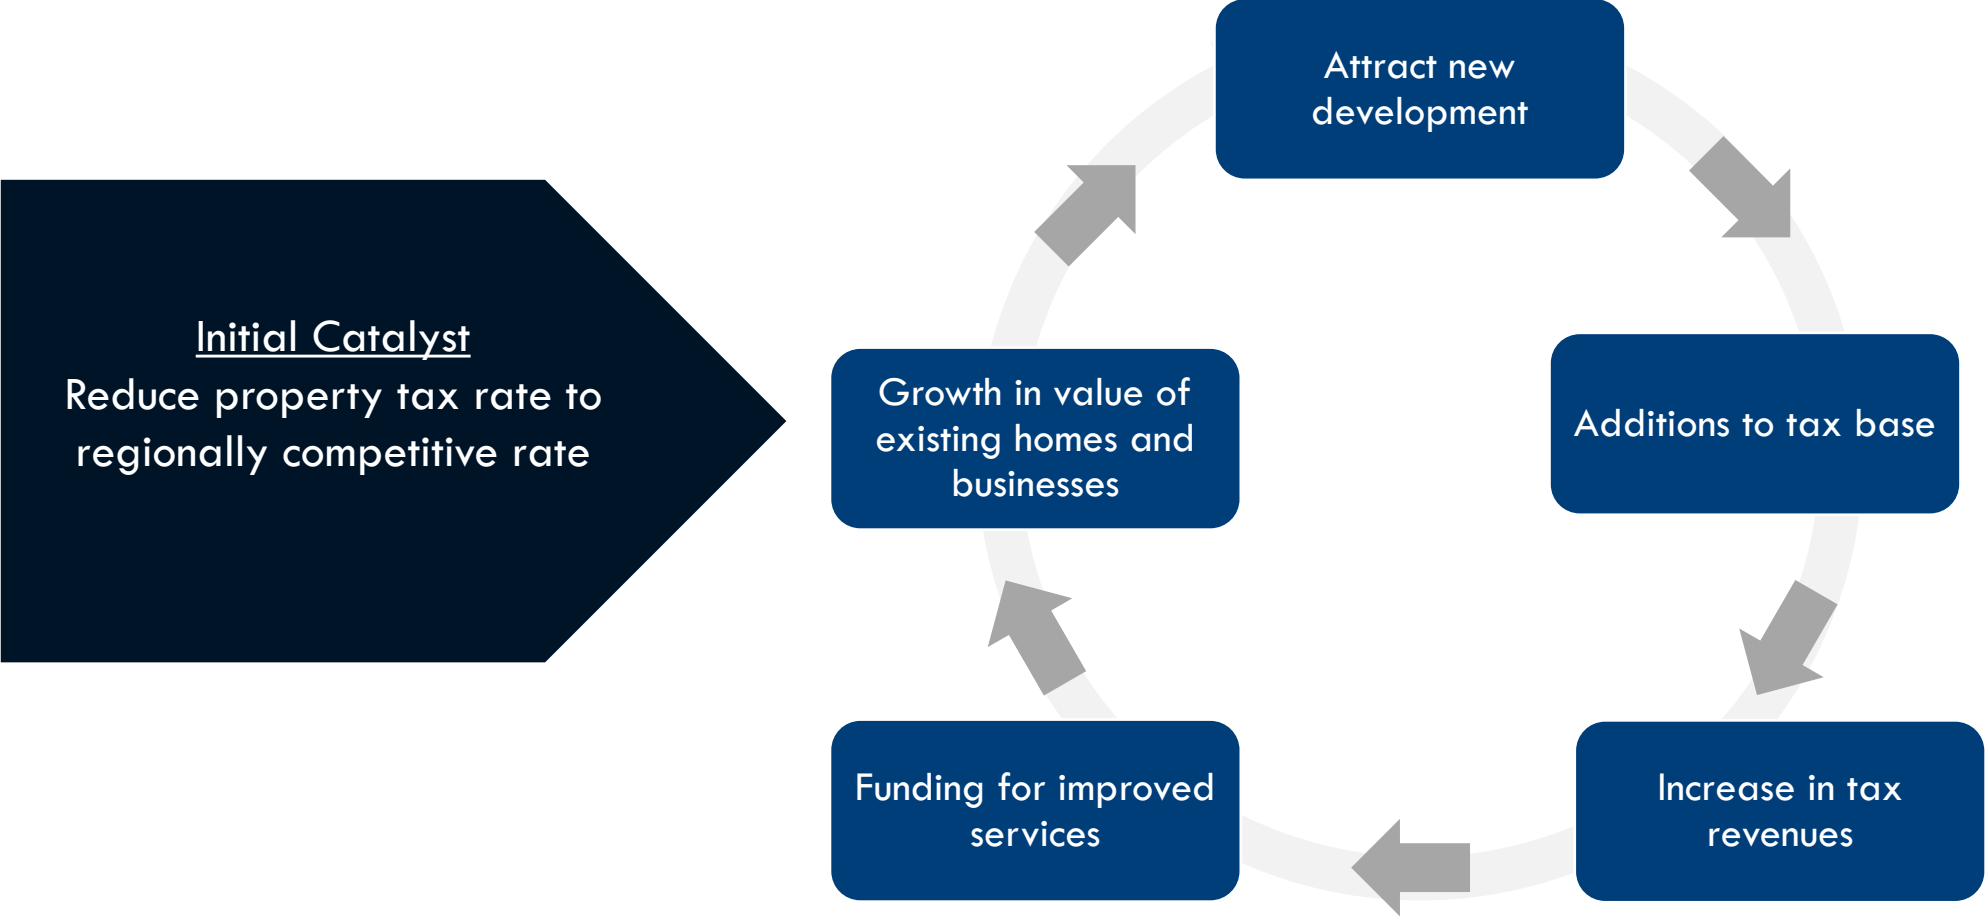 Initial Catalyst
Reduce property tax rate to
regionally competitive rate
Attract new
development
Additions to tax base
Increase in tax
revenues
Funding for improved
services
Growth in value of
existing homes and
businesses